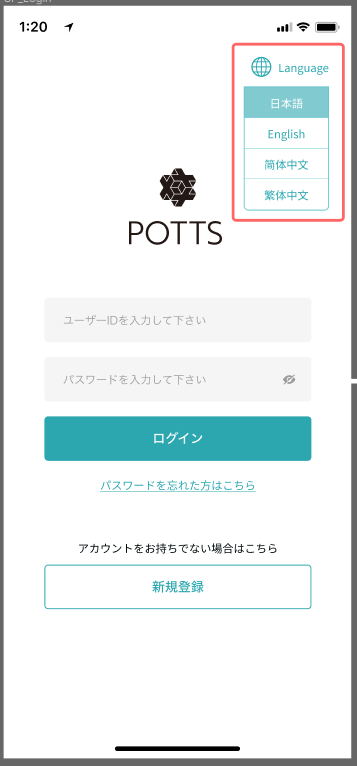 1:20
Language
日本語
English
简体中文
繁体中文
POTTS
ユーザーIDを入力して下さい
パスワードを入力して下さい
ログイン
パスワードを忘れた方はこちら
アカウントをお持ちでない場合はこちら
新規登録